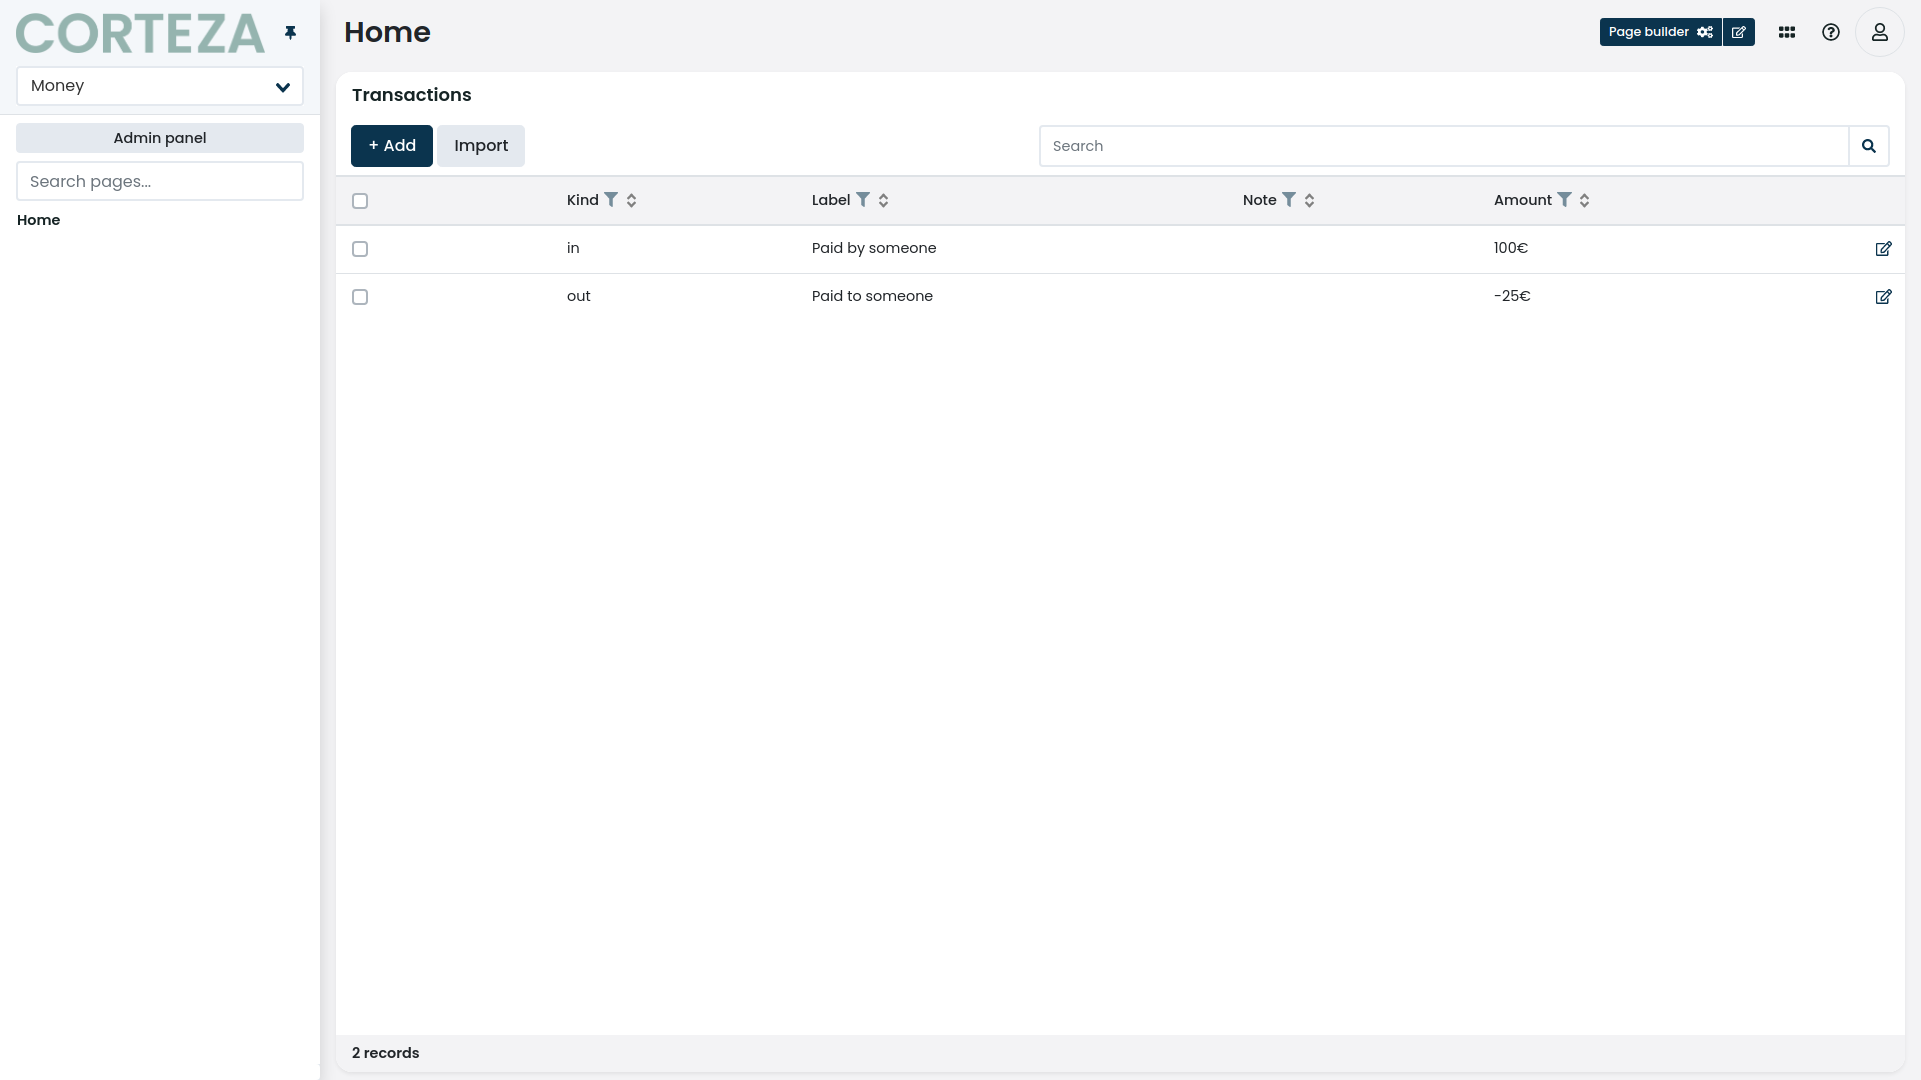 CORTEZA
Home
Page builder
Money
Transactions
Admin panel
+ Add
Import
Search
Search pages...
Kind
Label
Note
Amount
Home
in
Paid by someone
100€
out
Paid to someone
-25€
2 records